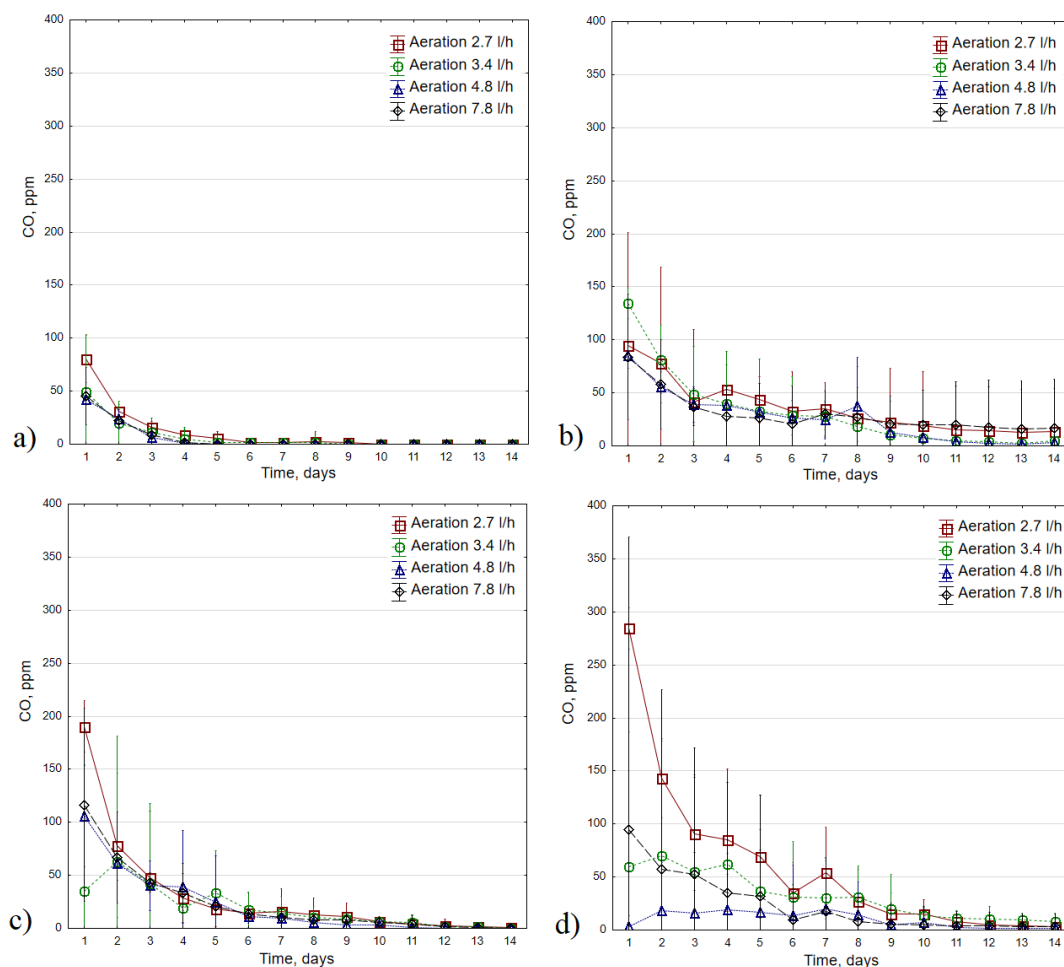 400
350
300
250
200
150
100
50
0
CO, ppm
Aeration 2.7 l/h
Aeration 3.4 l/h
Aeration 4.8 l/h
Aeration 7.8 l/h
1 2 3 4 5 6 7 8 9 10 11 12 13 14
Time, days
a)
400
350
300
250
200
150
100
50
0
CO, ppm
Aeration 2.7 l/h
Aeration 3.4 l/h
Aeration 4.8 l/h
Aeration 7.8 l/h
1 2 3 4 5 6 7 8 9 10 11 12 13 14
Time, days
b)
400
350
300
250
200
150
100
50
0
CO, ppm
Aeration 2.7 l/h
Aeration 3.4 l/h
Aeration 4.8 l/h
Aeration 7.8 l/h
1 2 3 4 5 6 7 8 9 10 11 12 13 14
Time, days
c)
400
350
300
250
200
150
100
50
0
CO, ppm
Aeration 2.7 l/h
Aeration 3.4 l/h
Aeration 4.8 l/h
Aeration 7.8 l/h
1 2 3 4 5 6 7 8 9 10 11 12 13 14
Time, days
d)